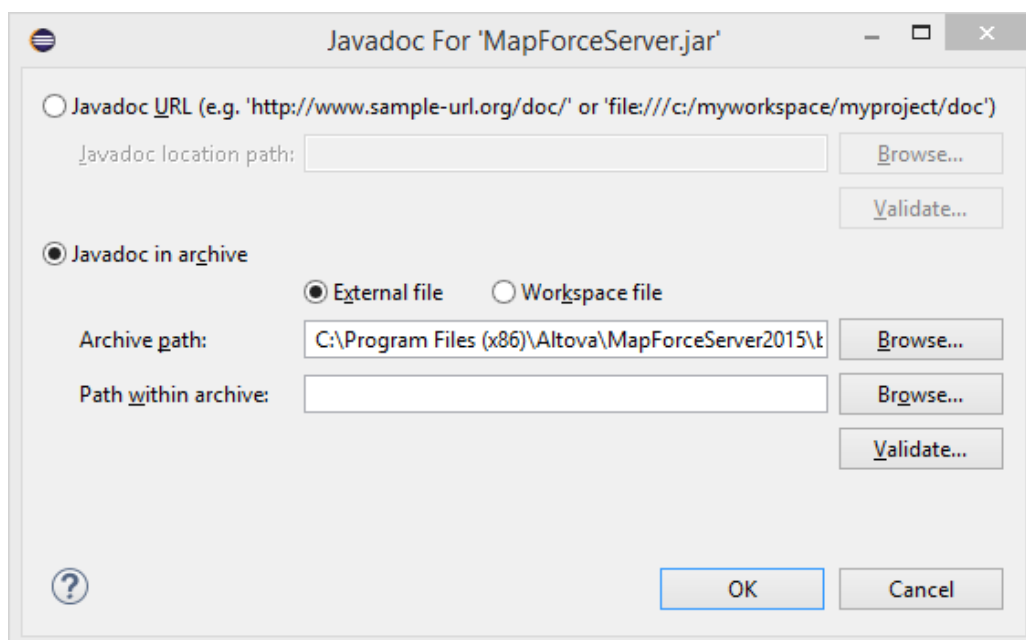 Javadoc For 'MapForceServer.jar'
Javadoc URL (e.g. 'http://www.sample-url.org/doc/' or 'file:///c:/myworkspace/myproject/doc')
Javadoc location path: Browse...
Validate...
Javadoc in archive
External file Workspace file
Archive path: C:\Program Files (x86)\Altova\MapForceServer2015\b Browse...
Path within archive: Browse...
Validate...
? OK Cancel